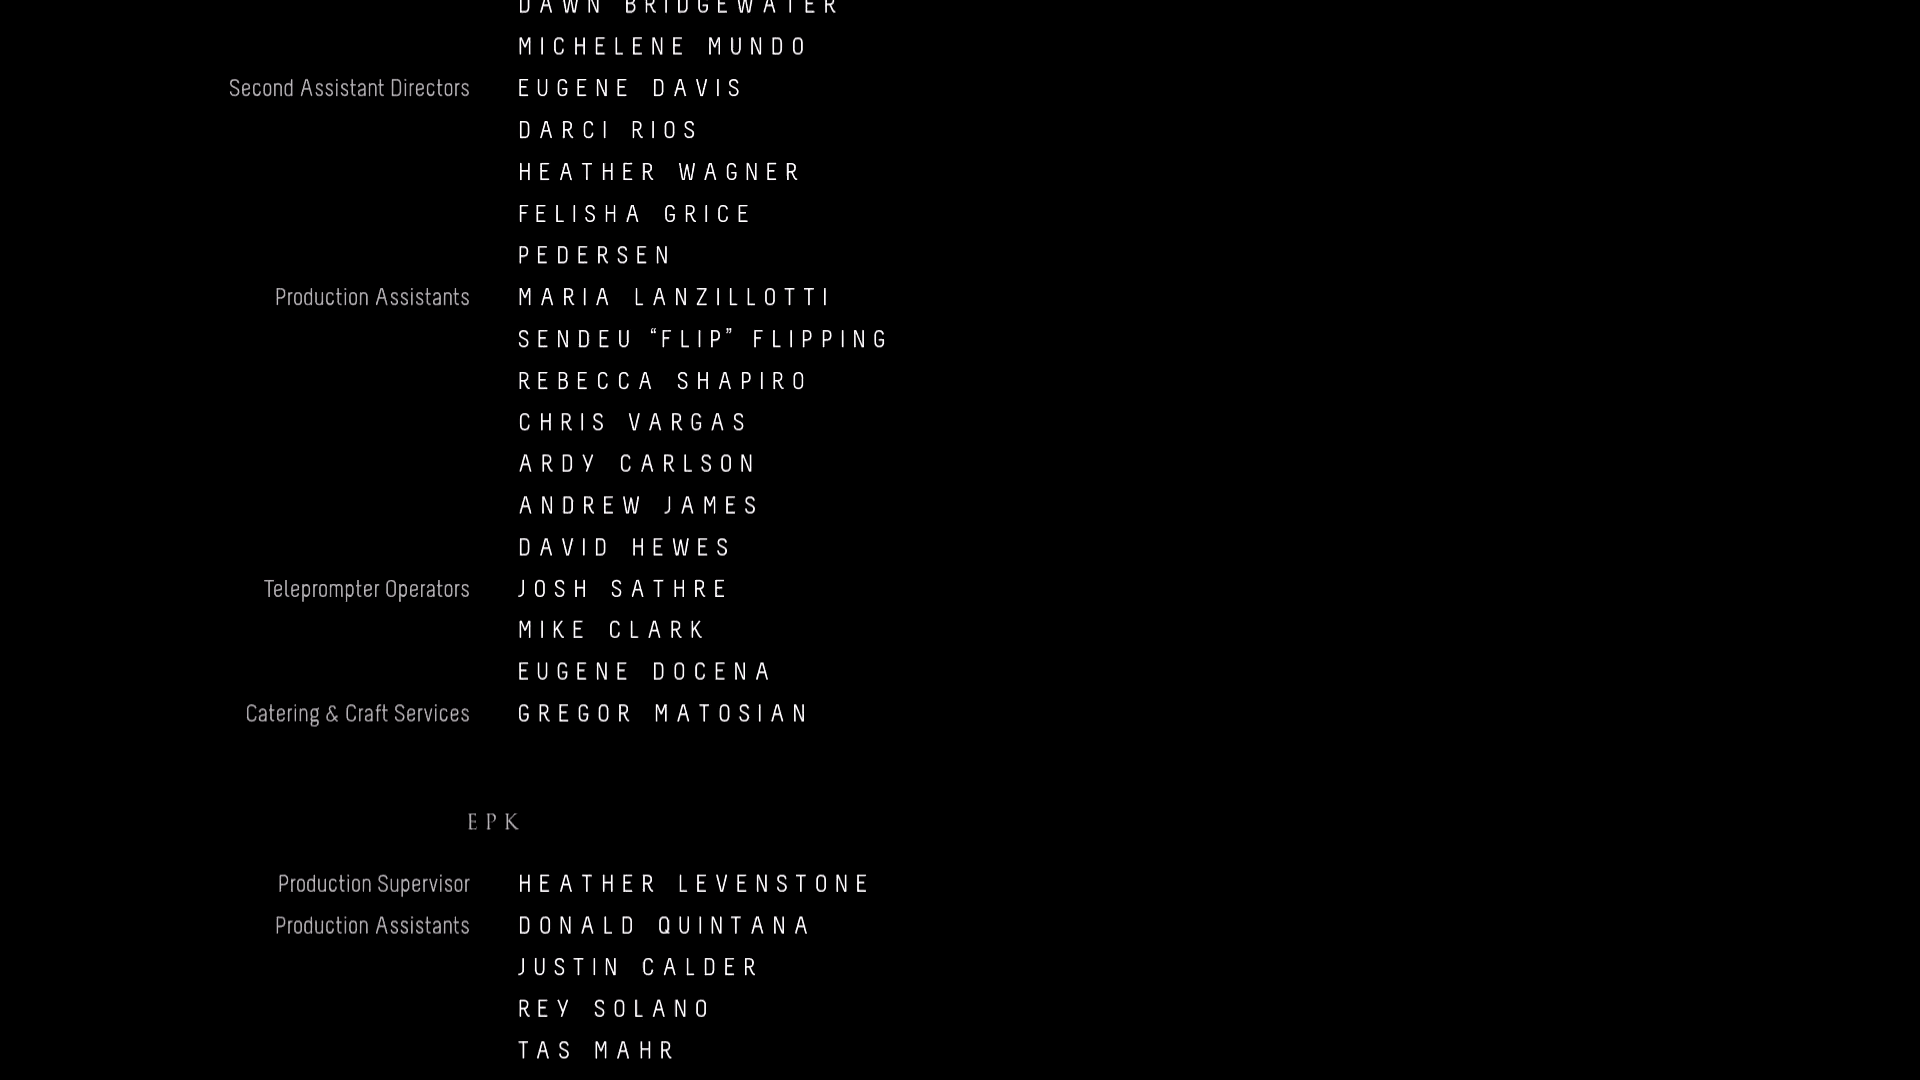 DAWN BRIDGEWATER
MICHELENE MUNDO
Second Assistant Directors EUGENE DAVIS
DARCI RIOS
HEATHER WAGNER
FELISHA GRICE
PEDERSEN
Production Assistants MARIA LANZILLOTTI
SENDEU “FLIP” FLIPPING
REBECCA SHAPIRO
CHRIS VARGAS
ARDY CARLSON
ANDREW JAMES
DAVID HEWES
Teleprompter Operators JOSH SATHRE
MIKE CLARK
EUGENE DOCENA
Catering & Craft Services GREGOR MATOSIAN
EPK
Production Supervisor HEATHER LEVENSTONE
Production Assistants DONALD QUINTANA
JUSTIN CALDER
REY SOLANO
TAS MAHR